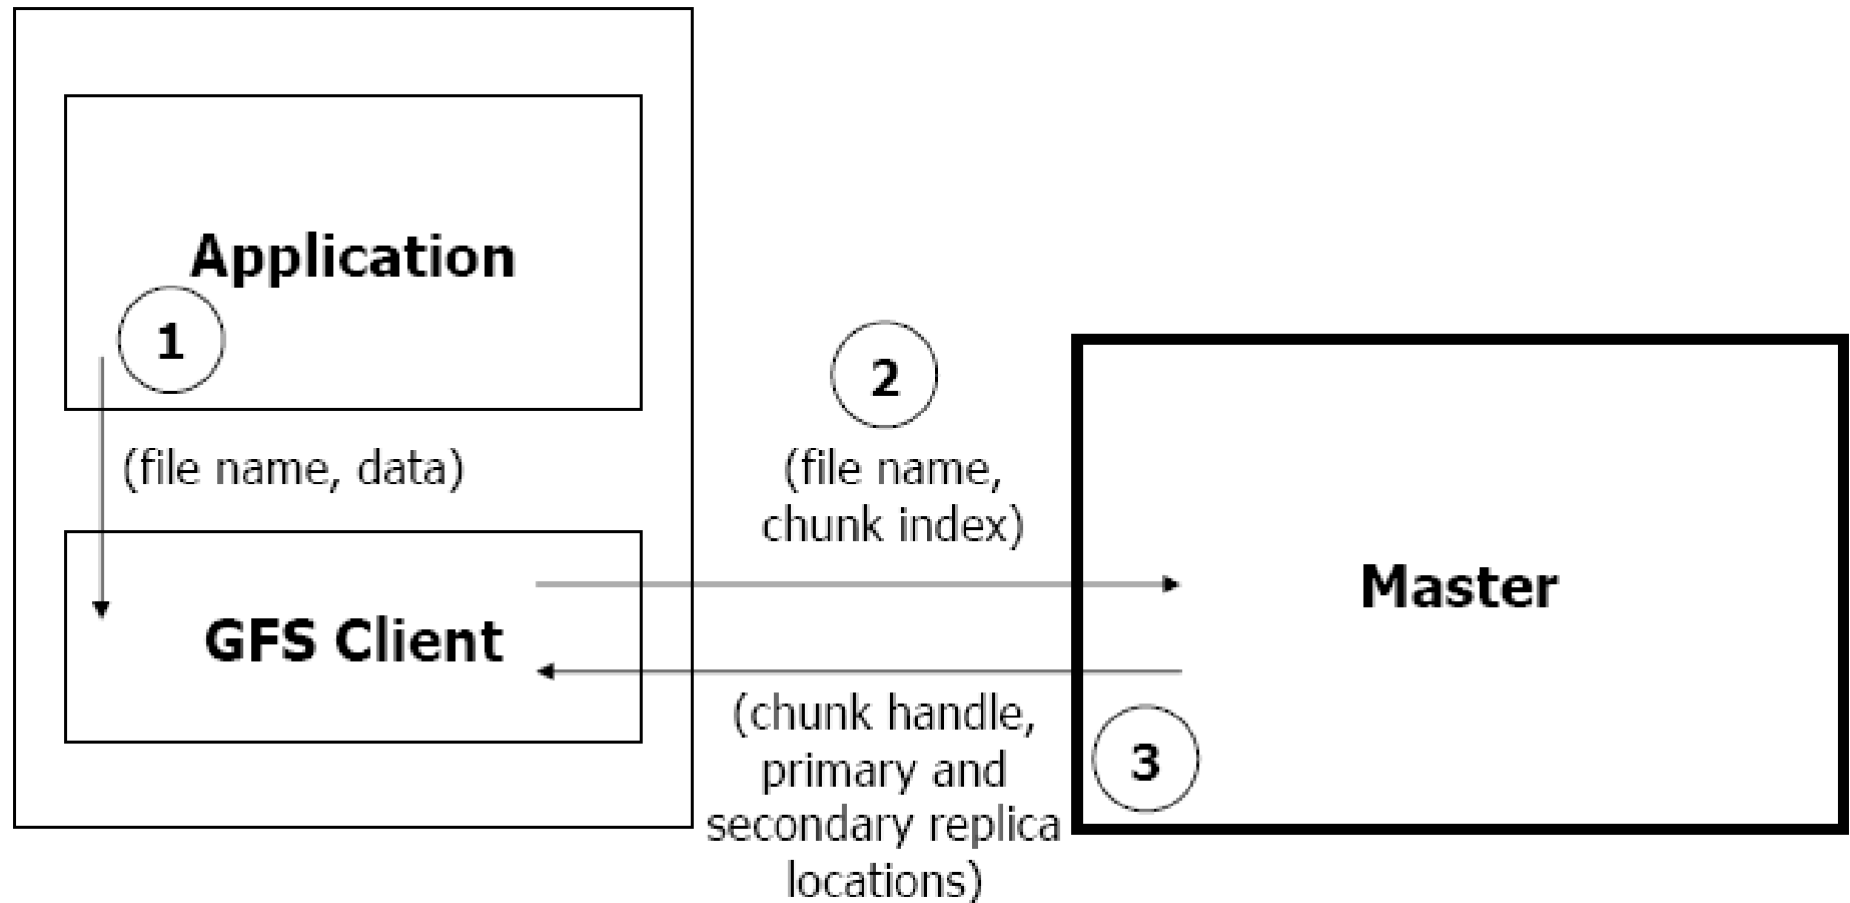 Application
1
(file name, data)
GFS Client
2
(file name,
chunk index)
Master
(chunk handle,
primary and
secondary replica
locations)
3